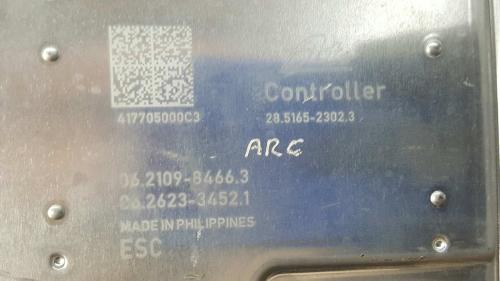 Controller
417705000C3
28.5165-2302.3
ARC
06.2109-8466.3
06.2623-3452.1
MADE IN PHILIPPINES
ESC